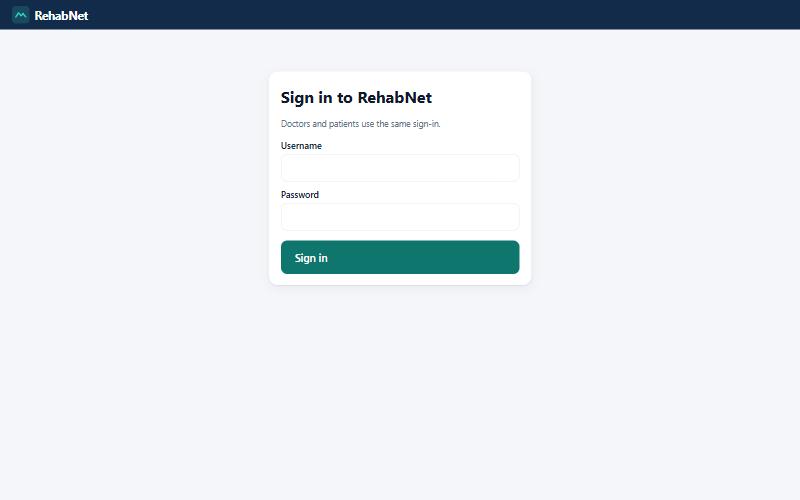 RehabNet
Sign in to RehabNet
Doctors and patients use the same sign-in.
Username
Password
Sign in